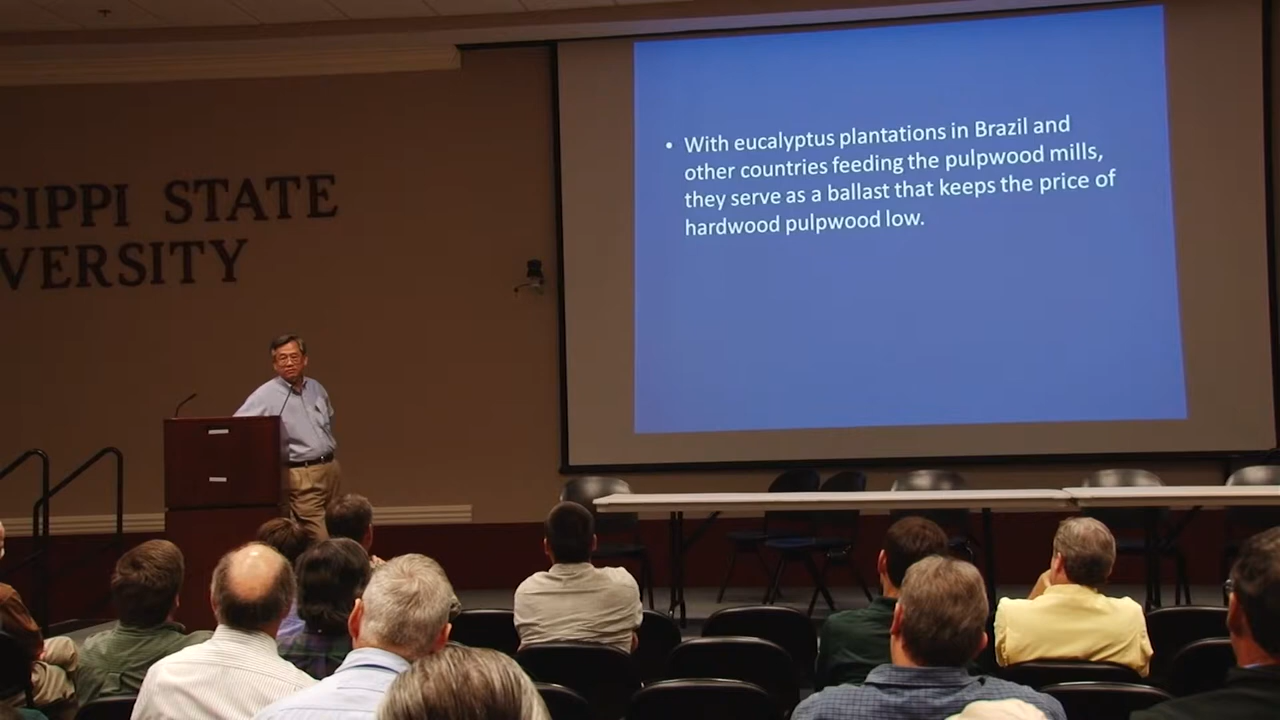 SIPPI STATE
VERSITY
• With eucalyptus plantations in Brazil and
other countries feeding the pulpwood mills,
they serve as a ballast that keeps the price of
hardwood pulpwood low.